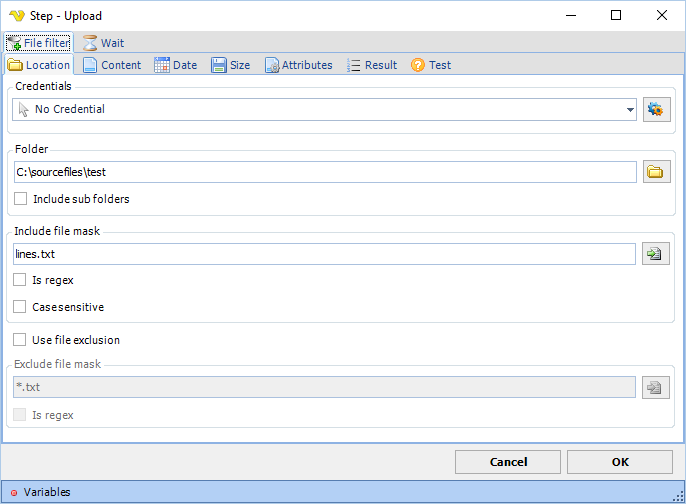 Step - Upload
File filter Wait
Location Content Date Size Attributes Result Test
Credentials
No Credential
Folder
C:\sourcefiles\test
Include sub folders
Include file mask
lines.txt
Is regex
Case sensitive
Use file exclusion
Exclude file mask
*.txt
Is regex
Cancel OK
Variables